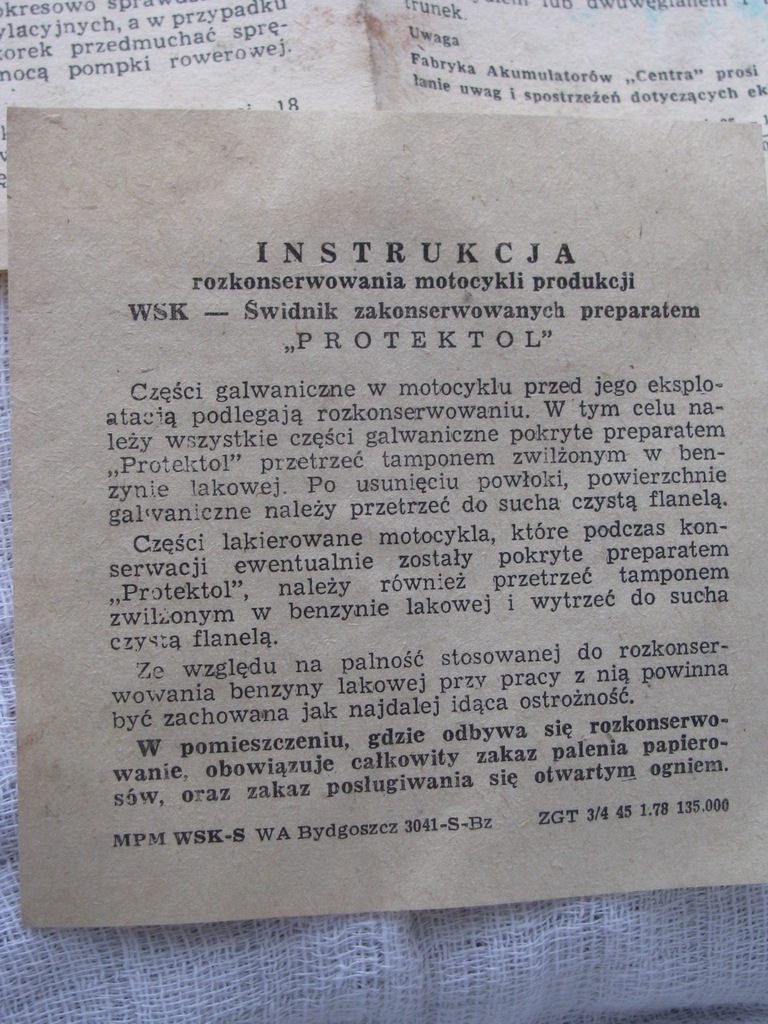 okresowo
ylacyjnych, a w przypadku
orek przedmuchać sprę-
nocą pompki rowerowej.
18
lub dwuwęglanem i
trunek.
Uwaga
Fabryka Akumulatorów „Centra” prosi
łanie uwag i spostrzeżeń dotyczących ek
INSTRUKCJA
rozkonserwowania motocykli produkcji
WSK — Świdnik zakonserwowanych preparatem
„PROTEKTOL”
Części galwaniczne w motocyklu przed jego eksplo-
atacją podlegają rozkonserwowaniu. W tym celu na-
leży wszystkie części galwaniczne pokryte preparatem
„Protektol” przetrzeć tamponem zwilżonym w ben-
zynie lakowej. Po usunięciu powłoki, powierzchnie
galwaniczne należy przetrzeć do sucha czystą flanelą.
Części lakierowane motocykla, które podczas kon-
serwacji ewentualnie zostały pokryte preparatem
„Protektol”, należy również przetrzeć tamponem
zwilżonym w benzynie lakowej i wytrzeć do sucha
czystą flanelą.
Ze względu na palność stosowanej do rozkonser-
wowania benzyny lakowej przy pracy z nią powinna
być zachowana jak najdalej idąca ostrożność.
W pomieszczeniu, gdzie odbywa się rozkonserwo-
wanie, obowiązuje całkowity zakaz palenia papiero-
sów, oraz zakaz posługiwania się otwartym ogniem.
MPM WSK-S WA Bydgoszcz 3041-S-Bz ZGT 3/4 45 1.78 135.000